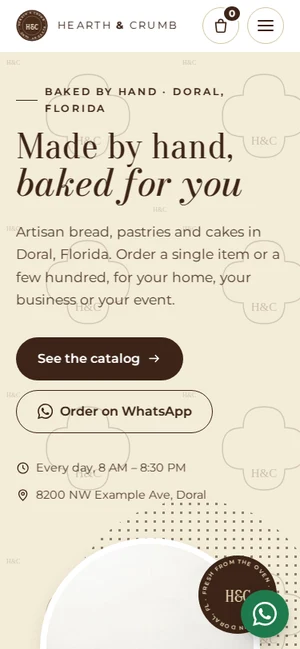 H&C
HEARTH & CRUMB
0
BAKED BY HAND · DORAL,
FLORIDA
Made by hand,
baked for you
Artisan bread, pastries and cakes in
Doral, Florida. Order a single item or a
few hundred, for your home, your
business or your event.
See the catalog →
Order on WhatsApp
Every day, 8 AM – 8:30 PM
8200 NW Example Ave, Doral
FRESH FROM THE OVEN ·
H&C
IN DORAL, FL